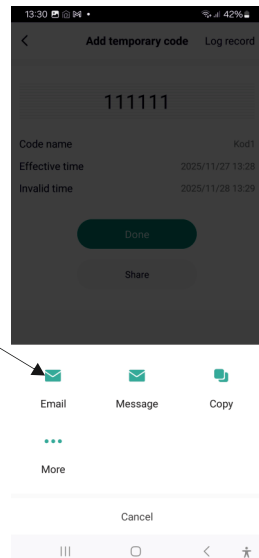 13:30 42%
Add temporary code Log record
111111
Code name Kod1
Effective time 2025/11/27 13:28
Invalid time 2025/11/28 13:29
Done
Share
Email Message Copy
More
Cancel